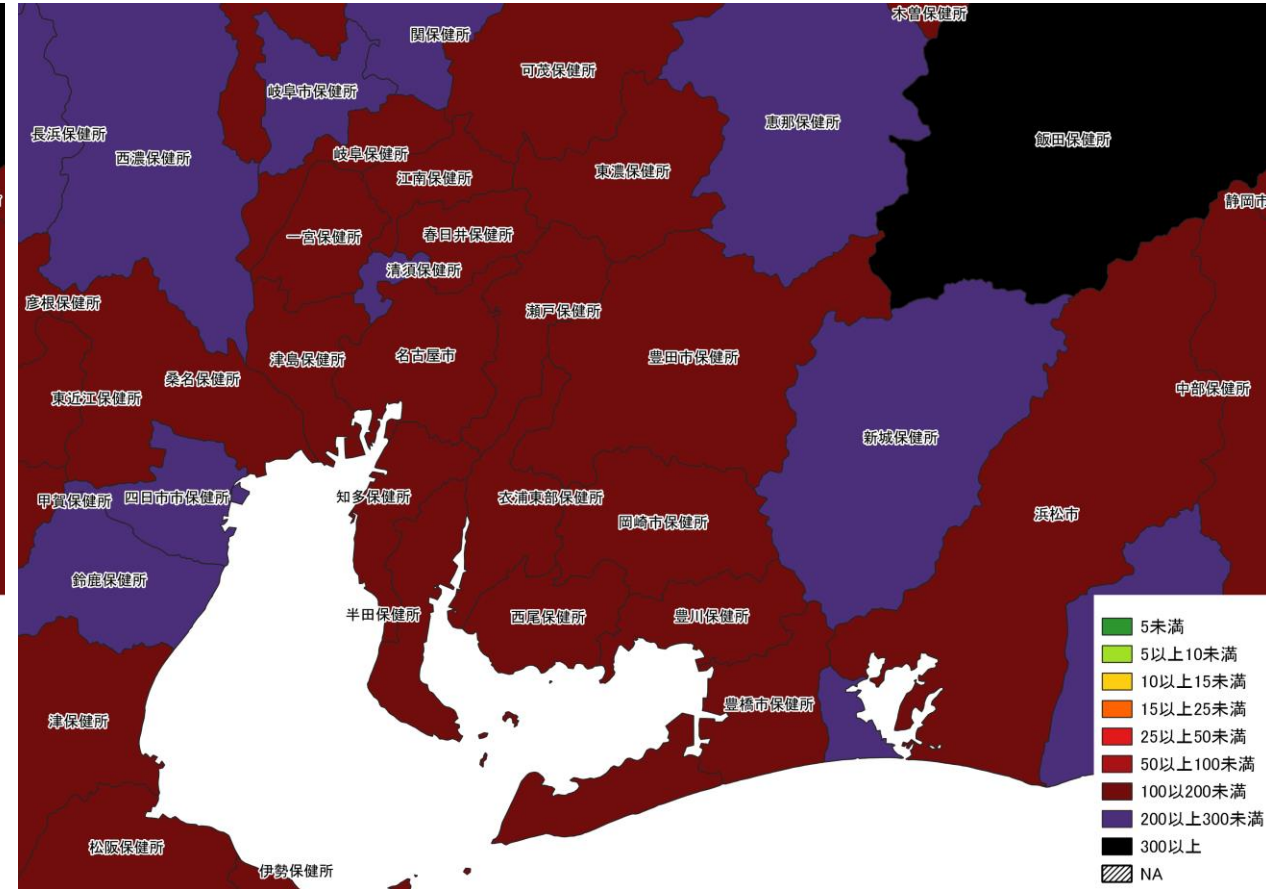 木曽保健所
関保健所
可茂保健所
岐阜市保健所
恵那保健所
長浜保健所
飯田保健所
西濃保健所
岐阜保健所
東濃保健所
江南保健所
静岡市
一宮保健所
春日井保健所
清須保健所
彦根保健所
瀬戸保健所
津島保健所
名古屋市
豊田市保健所
桑名保健所
東近江保健所
中部保健所
新城保健所
甲賀保健所
四日市市保健所
知多保健所
衣浦東部保健所
岡崎市保健所
浜松市
鈴鹿保健所
半田保健所
西尾保健所
豊川保健所
津保健所
豊橋市保健所
松阪保健所
伊勢保健所
5未満
5以上10未満
10以上15未満
15以上25未満
25以上50未満
50以上100未満
100以200未満
200以上300未満
300以上
NA